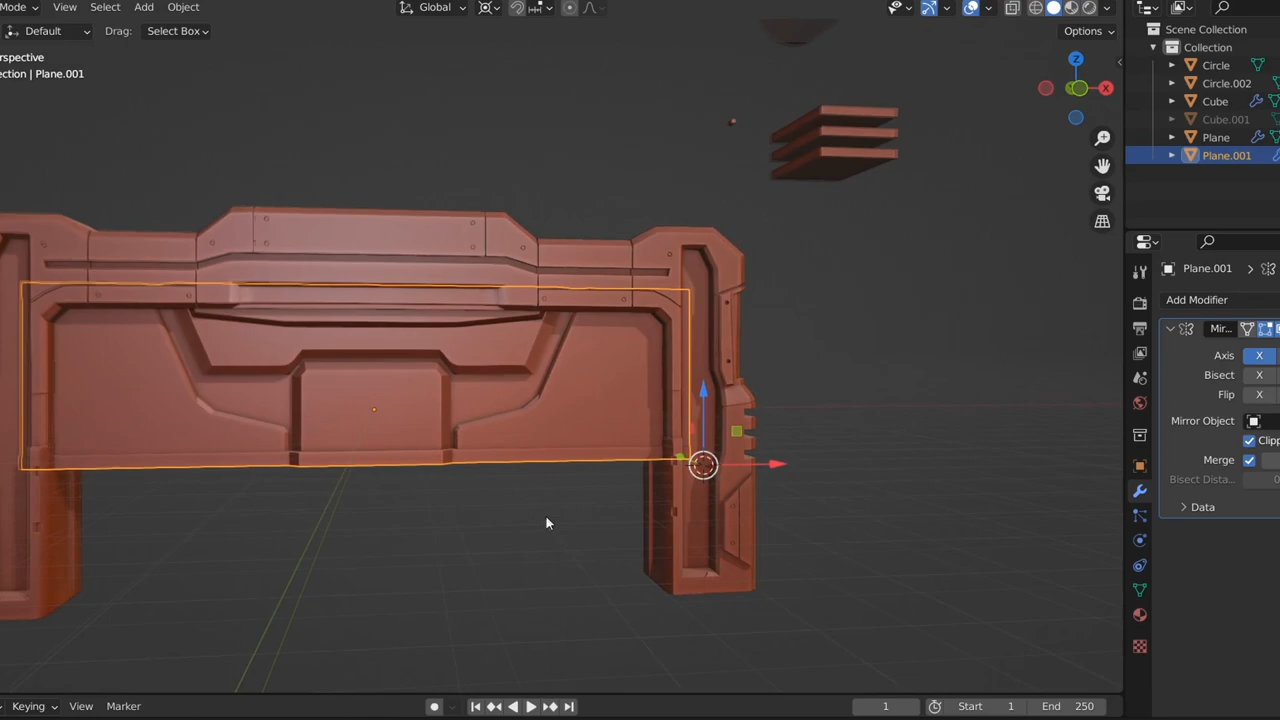 Mode View Select Add Object Global
Default Drag: Select Box Options
rspective
ection | Plane.001
Z
X
Scene Collection
Collection
Circle
Circle.002
Cube
Cube.001
Plane
Plane.001
Plane.001
Add Modifier
Mir...
Axis X
Bisect X
Flip X
Mirror Object
Clipp
Merge
Bisect Dista... 0
Data
Keying View Marker 1 Start 1 End 250